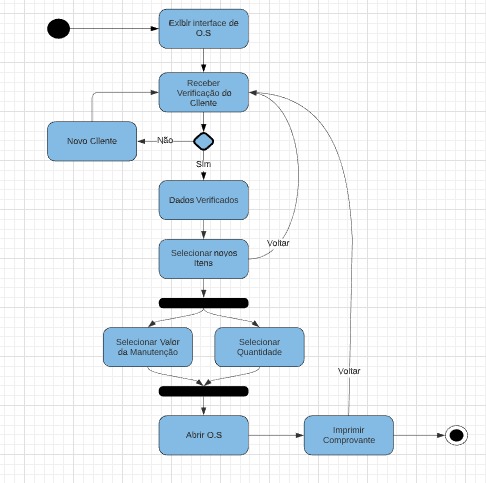 Exibir interface de
O.S
Receber
Verificação do
Cliente
Novo Cliente
Não
Sim
Dados Verificados
Selecionar novos
Itens
Voltar
Selecionar Valor
da Manutenção
Selecionar
Quantidade
Voltar
Abrir O.S
Imprimir
Comprovante